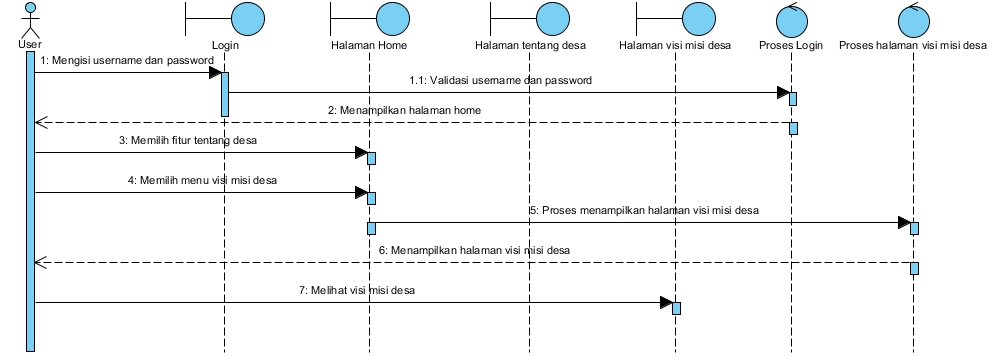 User
Login
Halaman Home
Halaman tentang desa
Halaman visi misi desa
Proses Login
Proses halaman visi misi desa
1: Mengisi username dan password
1.1: Validasi username dan password
2: Menampilkan halaman home
3: Memilih fitur tentang desa
4: Memilih menu visi misi desa
5: Proses menampilkan halaman visi misi desa
6: Menampilkan halaman visi misi desa
7: Melihat visi misi desa